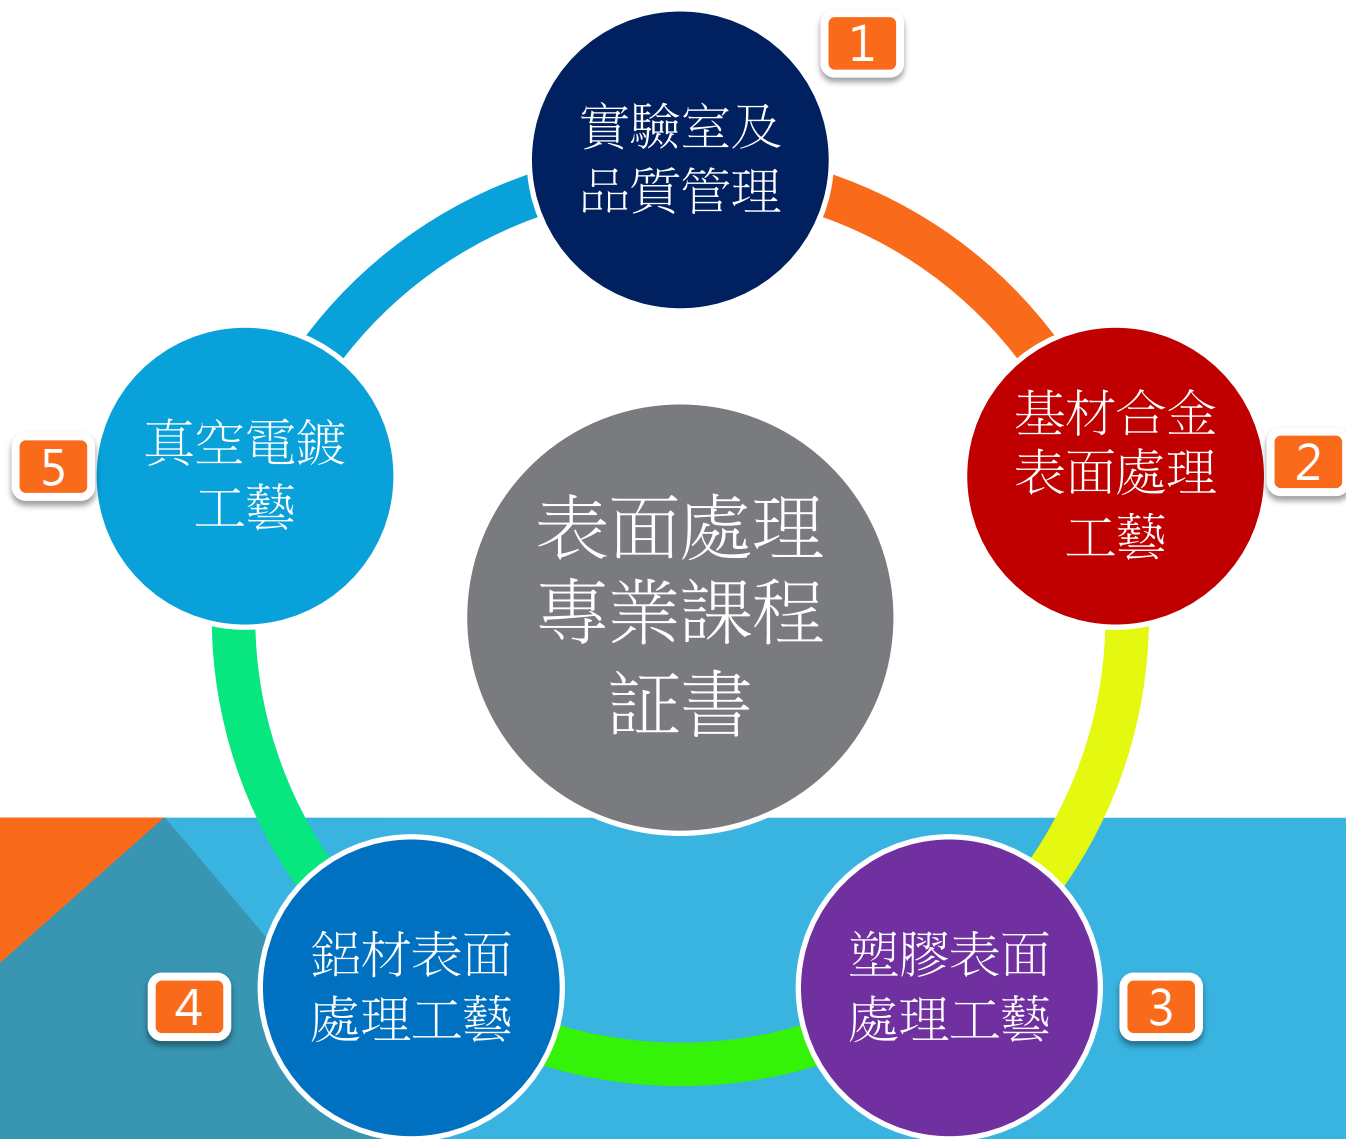 1
實驗室及
品質管理
基材合金
表面處理
工藝
2
真空電鍍
工藝
5
表面處理
專業課程
証書
鋁材表面
處理工藝
4
塑膠表面
處理工藝
3